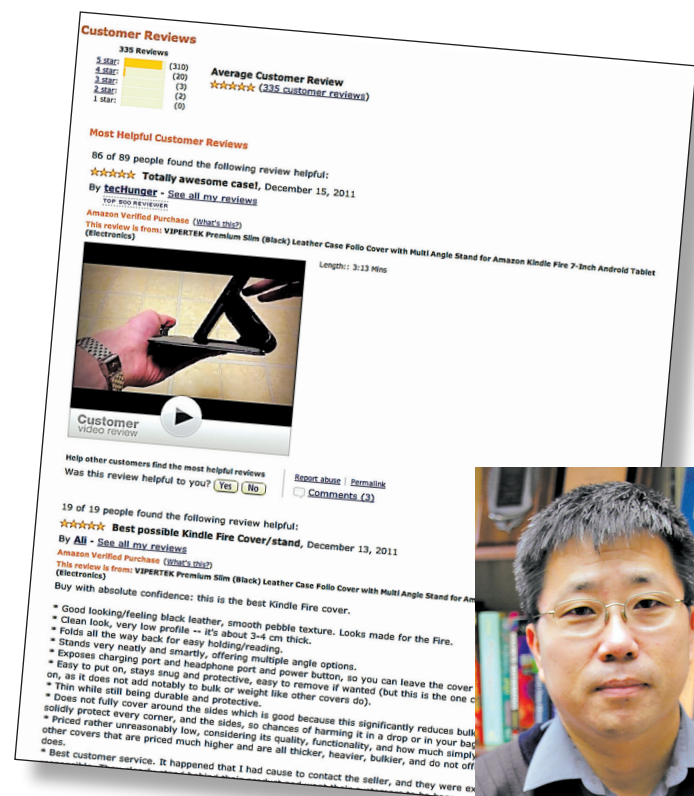 Customer Reviews
335 Reviews
5 star: (310)
4 star: (20)
3 star: (3)
2 star: (2)
1 star: (0)
Average Customer Review
(335 customer reviews)
Most Helpful Customer Reviews
86 of 89 people found the following review helpful:
Totally awesome case!, December 15, 2011
By tecHunger - See all my reviews
TOP 500 REVIEWER
Amazon Verified Purchase (What's this?)
This review is from: VIPERTEK Premium Slim (Black) Leather Case Folio Cover with Multi Angle Stand for Amazon Kindle Fire 7-Inch Android Tablet
(Electronics)
Length:: 3:13 Mins
Customer
video review
Help other customers find the most helpful reviews
Was this review helpful to you? Yes No
Report abuse | Permalink
Comments (3)
19 of 19 people found the following review helpful:
Best possible Kindle Fire Cover/stand, December 13, 2011
By Ali - See all my reviews
Amazon Verified Purchase (What's this?)
This review is from: VIPERTEK Premium Slim (Black) Leather Case Folio Cover with Multi Angle Stand for Am
(Electronics)
Buy with absolute confidence: this is the best Kindle Fire cover.
* Good looking/feeling black leather, smooth pebble texture. Looks made for the Fire.
* Clean look, very low profile -- it's about 3-4 cm thick.
* Folds all the way back for easy holding/reading.
* Stands very neatly and smartly, offering multiple angle options.
* Exposes charging port and headphone port and power button, so you can leave the cover
* Easy to put on, stays snug and protective, easy to remove if wanted (but this is the one c
on, as it does not add notably to bulk or weight like other covers do).
* Thin while still being durable and protective.
* Does not fully cover around the sides which is good because this significantly reduces bulk
solidly protect every corner, and the sides, so chances of harming it in a drop or in your bag
* Priced rather unreasonably low, considering its quality, functionality, and how much simply
other covers that are priced much higher and are all thicker, heavier, bulkier, and do not off
does.
* Best customer service. It happened that I had cause to contact the seller, and they were ex